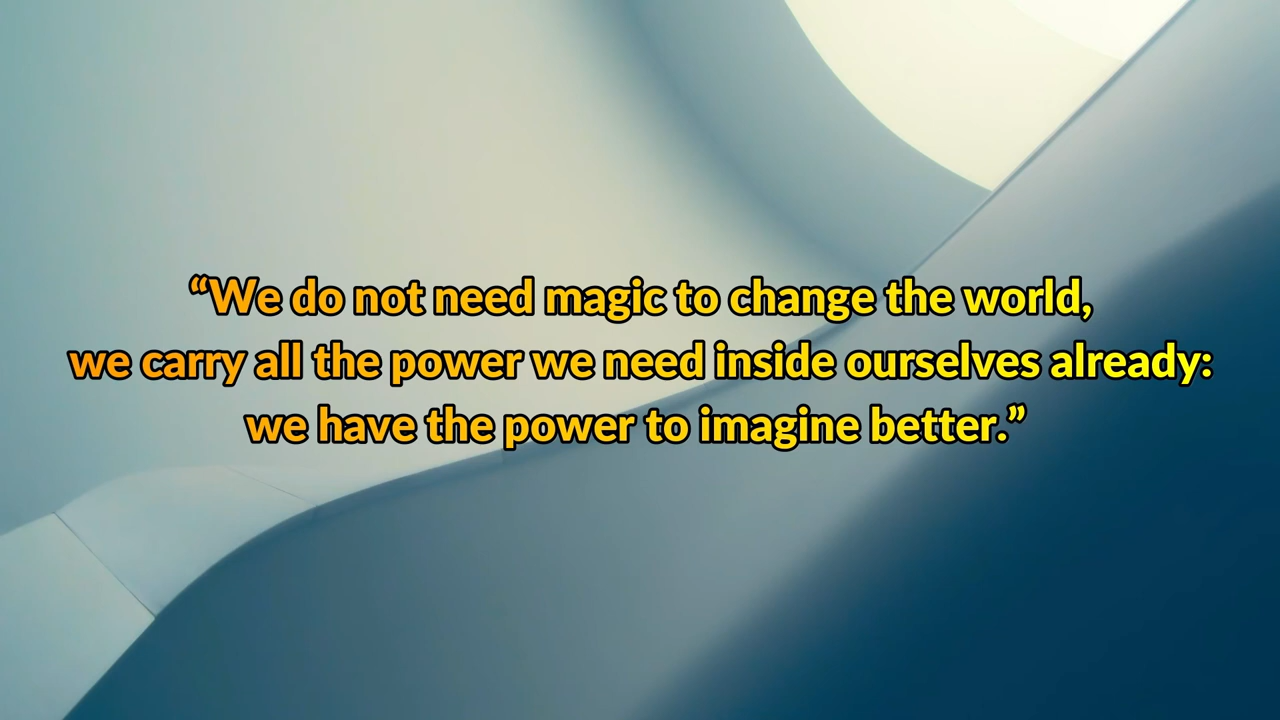 “We do not need magic to change the world,
we carry all the power we need inside ourselves already:
we have the power to imagine better.”